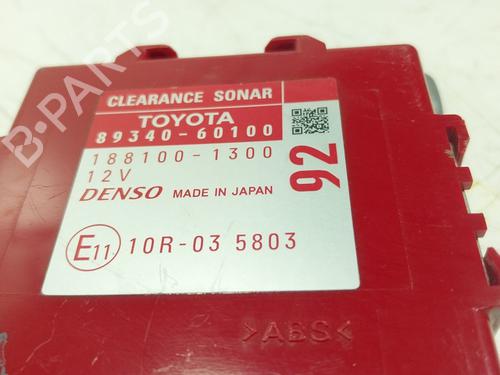 CLEARANCE SONAR
TOYOTA
89340-60100
188100-1300
12V
92
DENSO MADE IN JAPAN
E11 10R-03 5803
>ABS<
B-PARTS